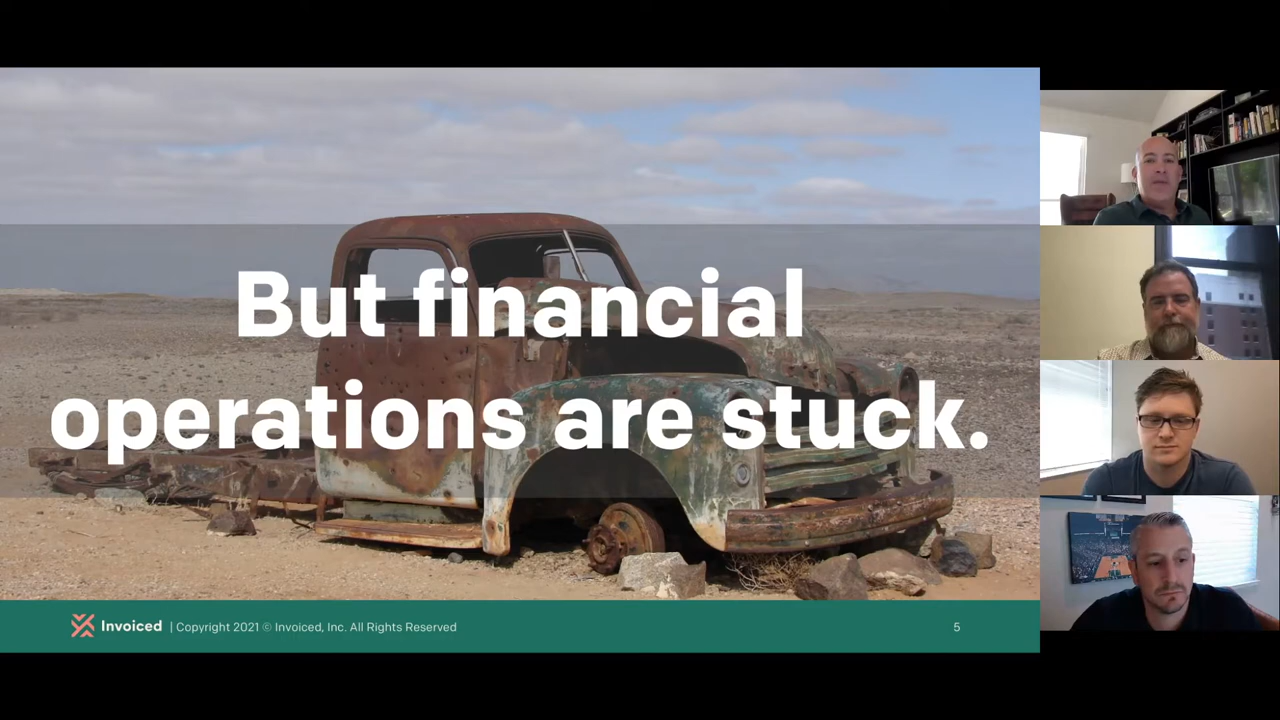 But financial
operations are stuck.
Invoiced | Copyright 2021 © Invoiced, Inc. All Rights Reserved
5